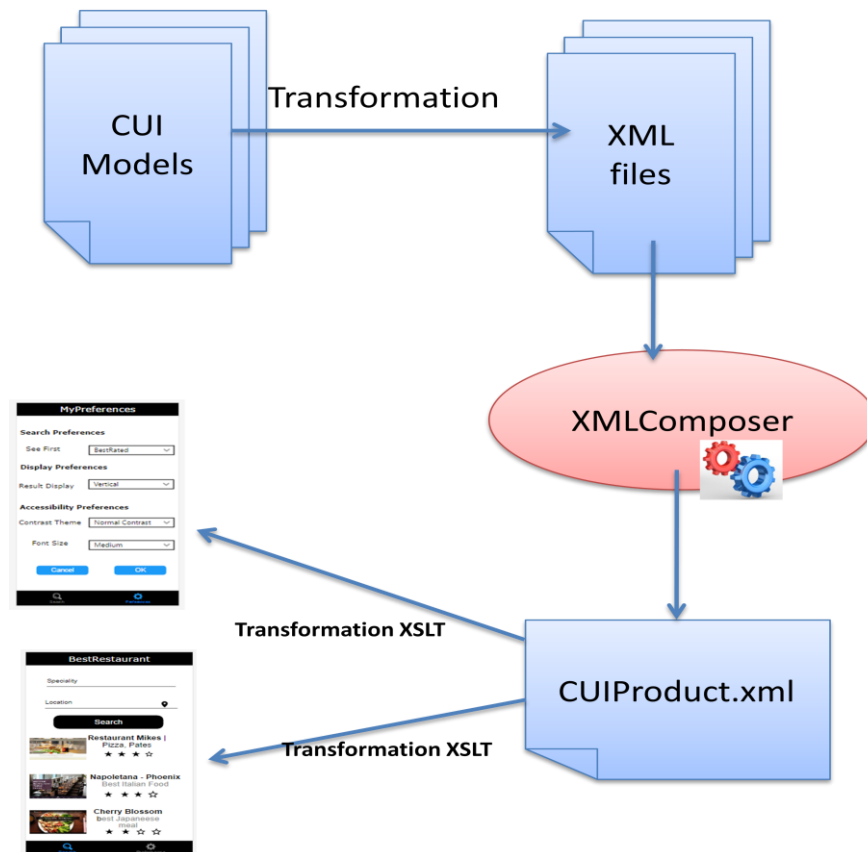 CUI
Models
Transformation
XML
files
XMLComposer
MyPreferences
Search Preferences
See First
BestRated
Display Preferences
Result Display
Vertical
Accessibility Preferences
Contrast Theme
Normal Contrast
Font Size
Medium
Cancel
OK
Transformation XSLT
CUIProduct.xml
Transformation XSLT
BestRestaurant
Speciality
Location
Search
Restaurant Mikes |
Pizza, Pates
Napoletana - Phoenix
Best Italian Food
Cherry Blossom
best Japaneese
meal